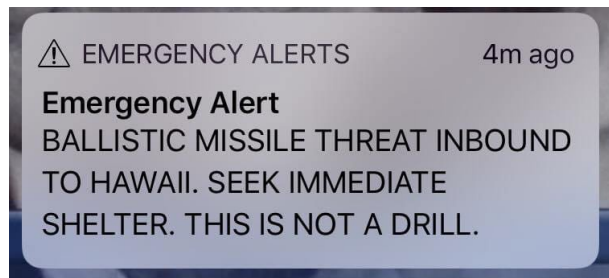 EMERGENCY ALERTS 4m ago
Emergency Alert
BALLISTIC MISSILE THREAT INBOUND
TO HAWAII. SEEK IMMEDIATE
SHELTER. THIS IS NOT A DRILL.